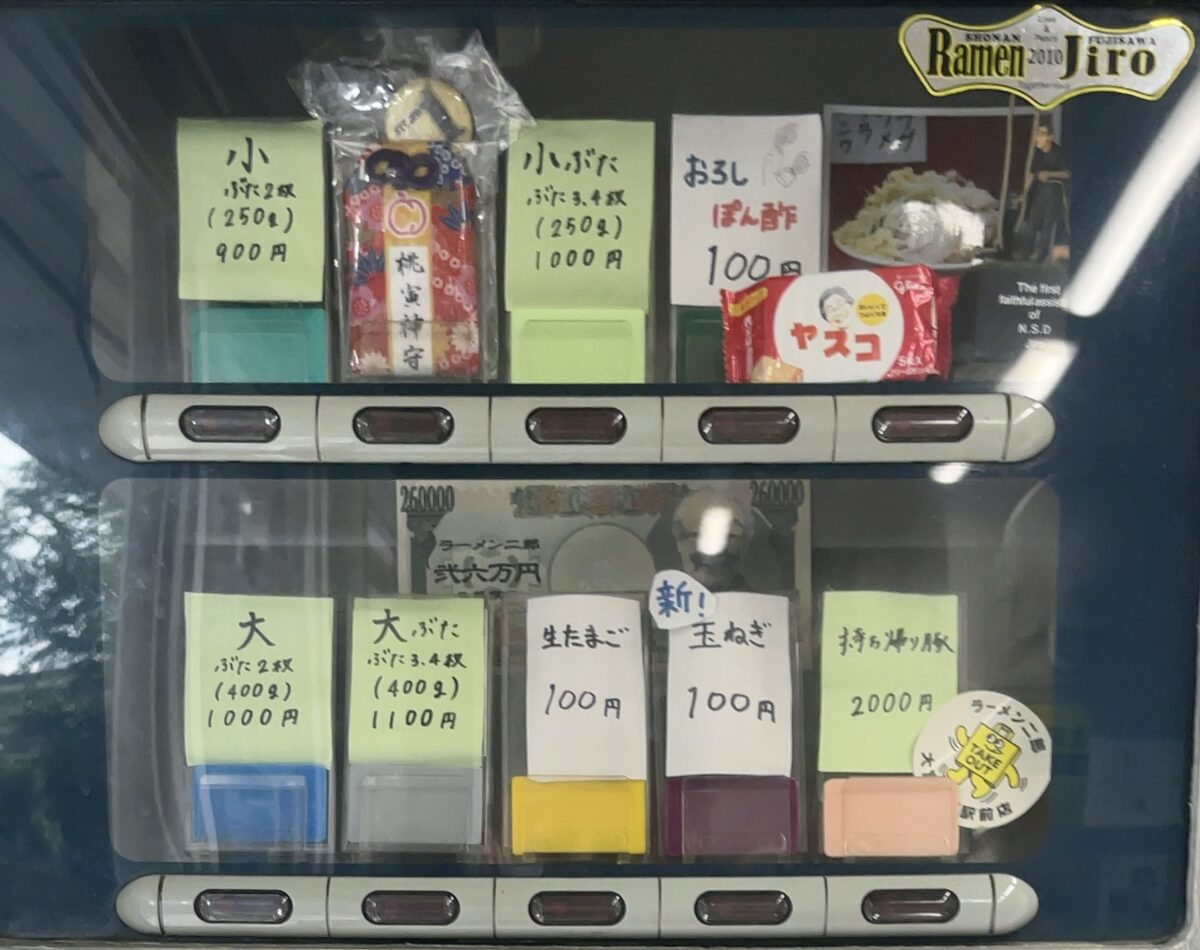 SHONAN
Love
&
Peace
FUJISAWA
Ramen 2010 Jiro
小
ぶた2枚
(250g)
900円
桃寅神守
小ぶた
ぶた3、4枚
(250g)
1000円
おろし
ぽん酢
100円
ヤスコ
The first
of
N.S.D
260000
260000
ラーメン二郎
弐六万円
大
ぶた2枚
(400g)
1000円
大ぶた
ぶた3、4枚
(400g)
1100円
生たまご
100円
新!
玉ねぎ
100円
持ち帰り豚
2000円
ラーメン二郎
TAKE
OUT
駅前店